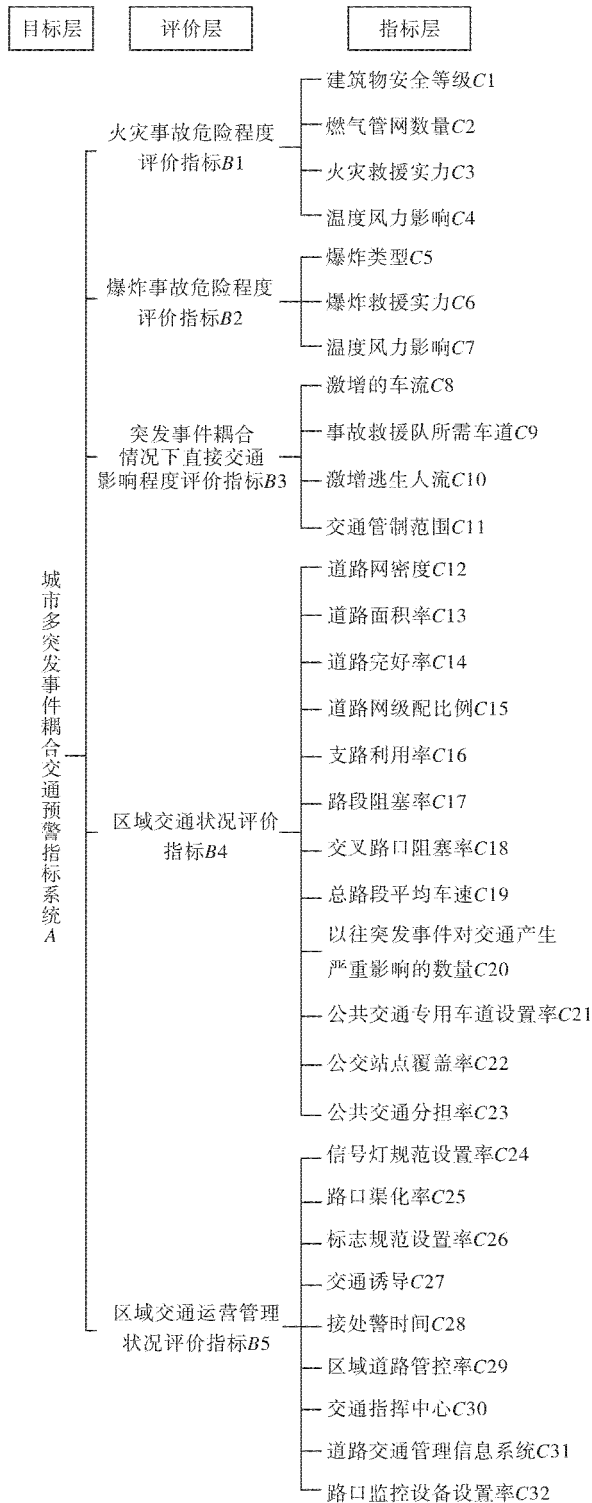 目标层
评价层
指标层
城市多突发事件耦合交通预警指标系统A
火灾事故危险程度
评价指标B1
建筑物安全等级C1
燃气管网数量C2
火灾救援实力C3
温度风力影响C4
爆炸事故危险程度
评价指标B2
爆炸类型C5
爆炸救援实力C6
温度风力影响C7
突发事件耦合
情况下直接交通
影响程度评价指标B3
激增的车流C8
事故救援队所需车道C9
激增逃生人流C10
交通管制范围C11
区域交通状况评价
指标B4
道路网密度C12
道路面积率C13
道路完好率C14
道路网级配比例C15
支路利用率C16
路段阻塞率C17
交叉路口阻塞率C18
总路段平均车速C19
以往突发事件对交通产生
严重影响的数量C20
公共交通专用车道设置率C21
公交站点覆盖率C22
公共交通分担率C23
区域交通运营管理
状况评价指标B5
信号灯规范设置率C24
路口渠化率C25
标志规范设置率C26
交通诱导C27
接处警时间C28
区域道路管控率C29
交通指挥中心C30
道路交通管理信息系统C31
路口监控设备设置率C32